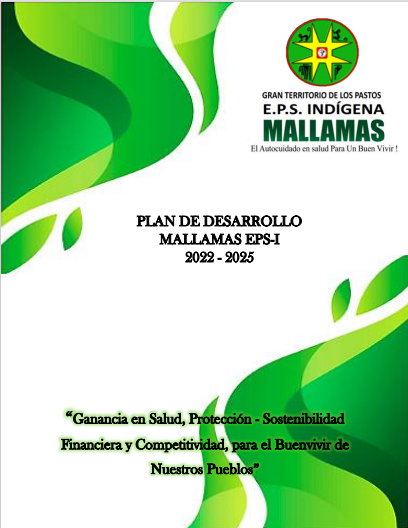 GRAN TERRITORIO DE LOS PASTOS
E.P.S. INDÍGENA
MALLAMAS
El Autocuidado en salud Para Un Buen Vivir !
PLAN DE DESARROLLO
MALLAMAS EPS-I
2022 - 2025
“Ganancia en Salud, Protección - Sostenibilidad
Financiera y Competitividad, para el Buenvivir de
Nuestros Pueblos”